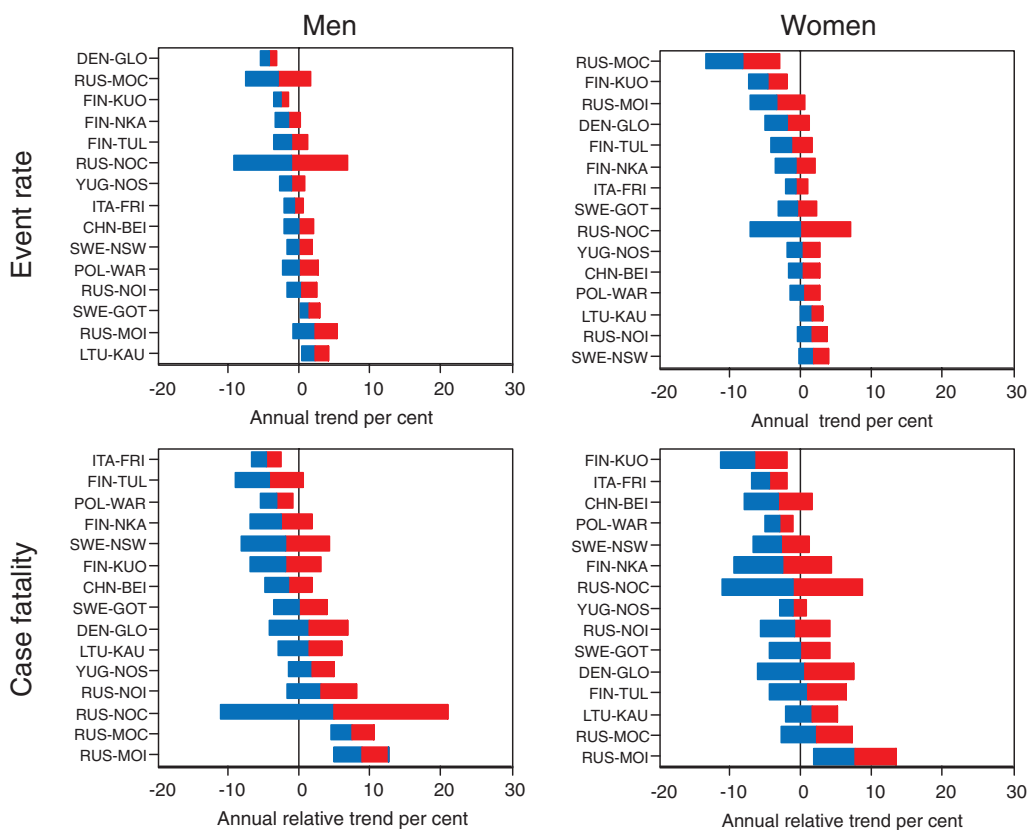 Men
Women
Event rate
DEN-GLO
RUS-MOC
FIN-KUO
FIN-NKA
FIN-TUL
RUS-NOC
YUG-NOS
ITA-FRI
CHN-BEI
SWE-NSW
POL-WAR
RUS-NOI
SWE-GOT
RUS-MOI
LTU-KAU
-20 -10 0 10 20 30
Annual trend per cent
RUS-MOC
FIN-KUO
RUS-MOI
DEN-GLO
FIN-TUL
FIN-NKA
ITA-FRI
SWE-GOT
RUS-NOC
YUG-NOS
CHN-BEI
POL-WAR
LTU-KAU
RUS-NOI
SWE-NSW
-20 -10 0 10 20 30
Annual trend per cent
Case fatality
ITA-FRI
FIN-TUL
POL-WAR
FIN-NKA
SWE-NSW
FIN-KUO
CHN-BEI
SWE-GOT
DEN-GLO
LTU-KAU
YUG-NOS
RUS-NOI
RUS-NOC
RUS-MOC
RUS-MOI
-20 -10 0 10 20 30
Annual relative trend per cent
FIN-KUO
ITA-FRI
CHN-BEI
POL-WAR
SWE-NSW
FIN-NKA
RUS-NOC
YUG-NOS
RUS-NOI
SWE-GOT
DEN-GLO
FIN-TUL
LTU-KAU
RUS-MOC
RUS-MOI
-20 -10 0 10 20 30
Annual relative trend per cent